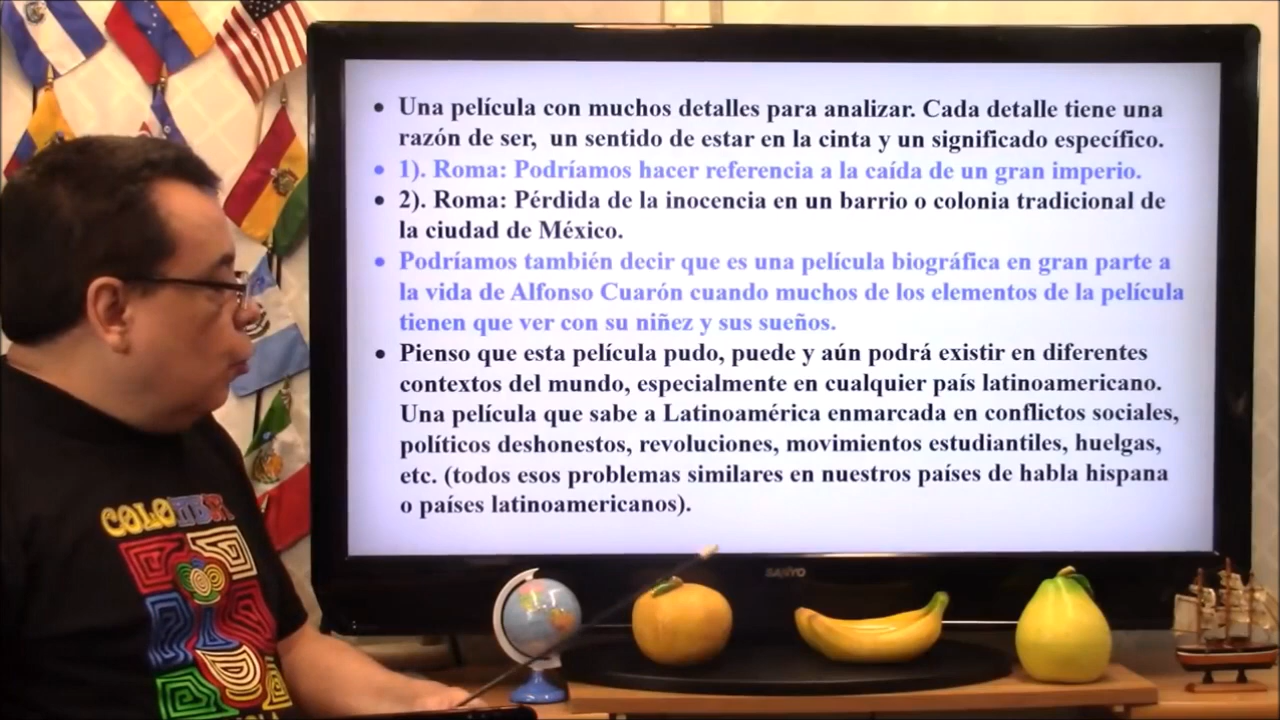 • Una película con muchos detalles para analizar. Cada detalle tiene una
razón de ser, un sentido de estar en la cinta y un significado específico.
• 1). Roma: Podríamos hacer referencia a la caída de un gran imperio.
• 2). Roma: Pérdida de la inocencia en un barrio o colonia tradicional de
la ciudad de México.
• Podríamos también decir que es una película biográfica en gran parte a
la vida de Alfonso Cuarón cuando muchos de los elementos de la película
tienen que ver con su niñez y sus sueños.
• Pienso que esta película pudo, puede y aún podrá existir en diferentes
contextos del mundo, especialmente en cualquier país latinoamericano.
Una película que sabe a Latinoamérica enmarcada en conflictos sociales,
políticos deshonestos, revoluciones, movimientos estudiantiles, huelgas,
etc. (todos esos problemas similares en nuestros países de habla hispana
o países latinoamericanos).
SANYO
COLOMBIA